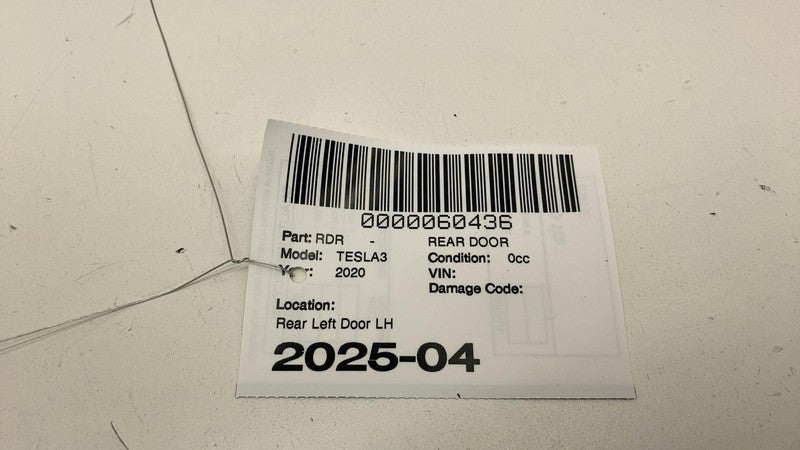 0000060436
Part: RDR - REAR DOOR
Model: TESLA3 Condition: 0cc
Year: 2020 VIN:
Damage Code:
Location:
Rear Left Door LH
2025-04